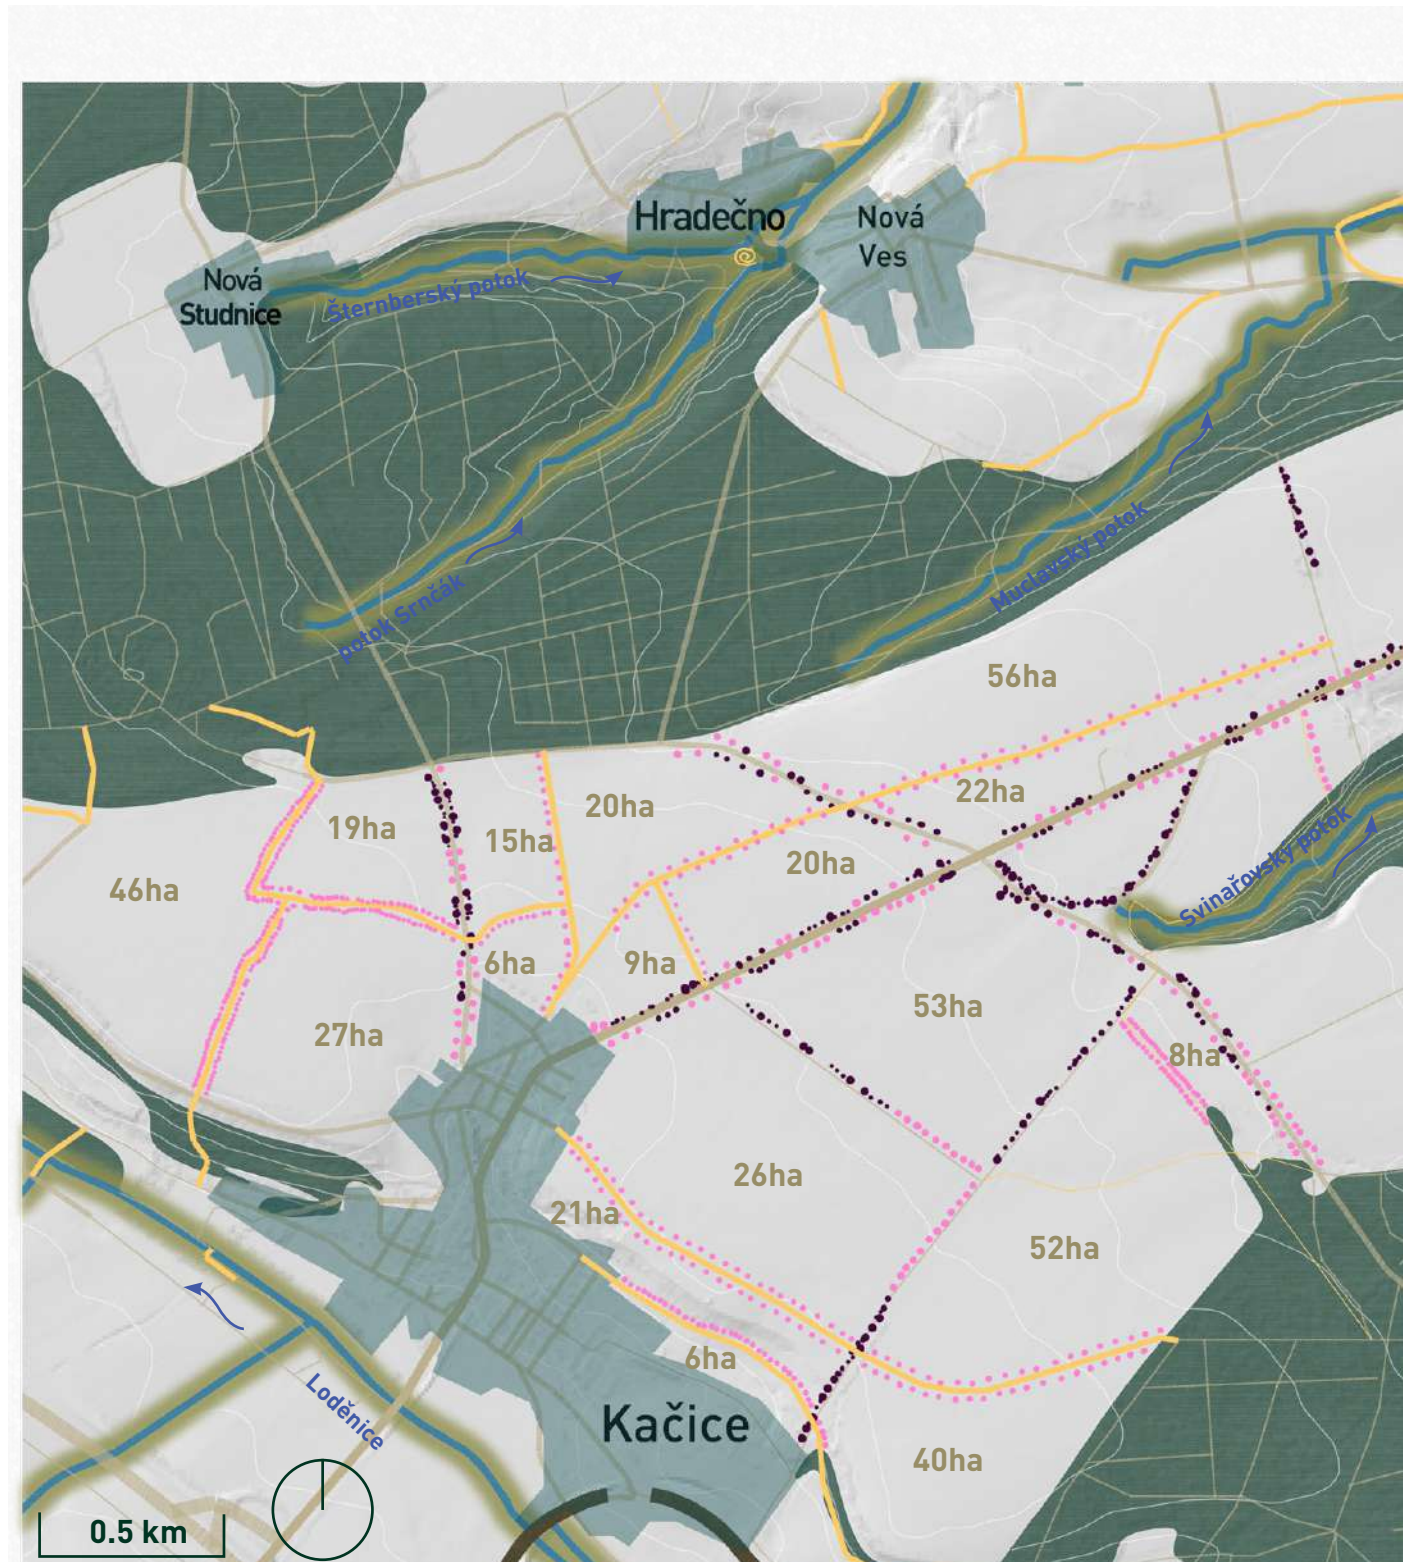 Hradečno
Nová
Ves
Nová
Studnice
Šternberský potok
potok Srnčák
Muclavský potok
56ha
22ha
20ha
19ha
15ha
20ha
Svinařovský potok
46ha
6ha
9ha
53ha
27ha
8ha
26ha
21ha
52ha
6ha
Loděnice
Kačice
40ha
0.5 km